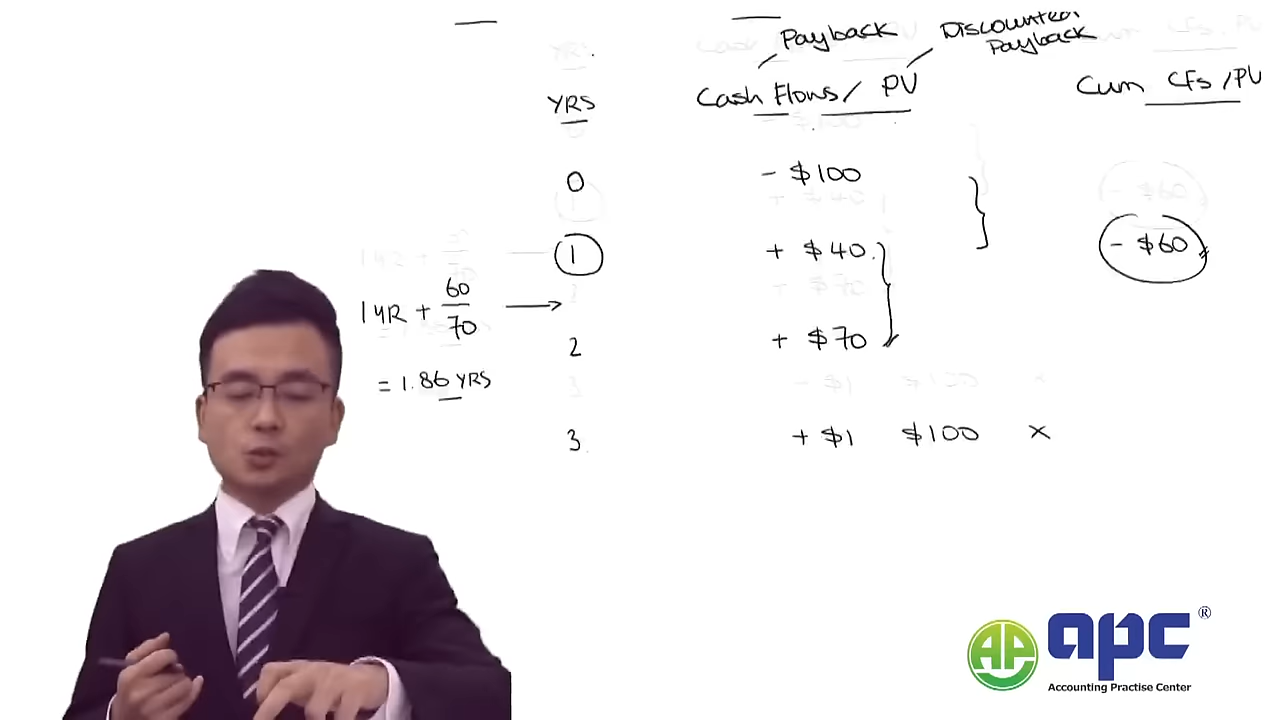 Payback
Discounted
Payback
YRS
Cash Flows / PV
Cum CFs / PV
0
- $100
1
+ $40
- $60
1 YR + 60/70
2
+ $70
= 1.86 YRS
3
+ $1 $100 x
AP apc ®
Accounting Practise Center